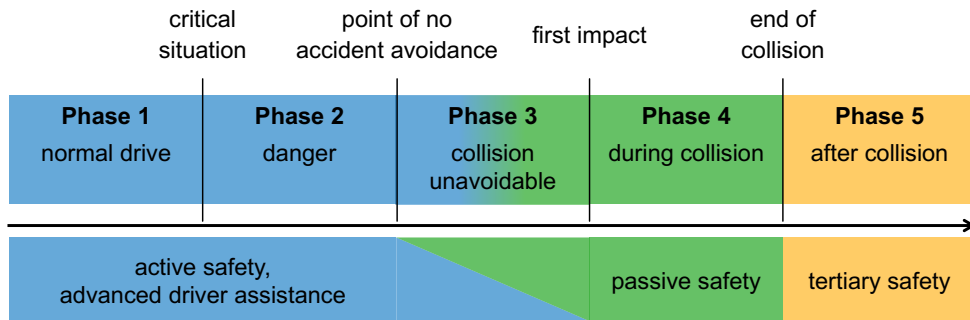 critical
situation
point of no
accident avoidance
first impact
end of
collision
Phase 1
normal drive
Phase 2
danger
Phase 3
collision
unavoidable
Phase 4
during collision
Phase 5
after collision
active safety,
advanced driver assistance
passive safety
tertiary safety